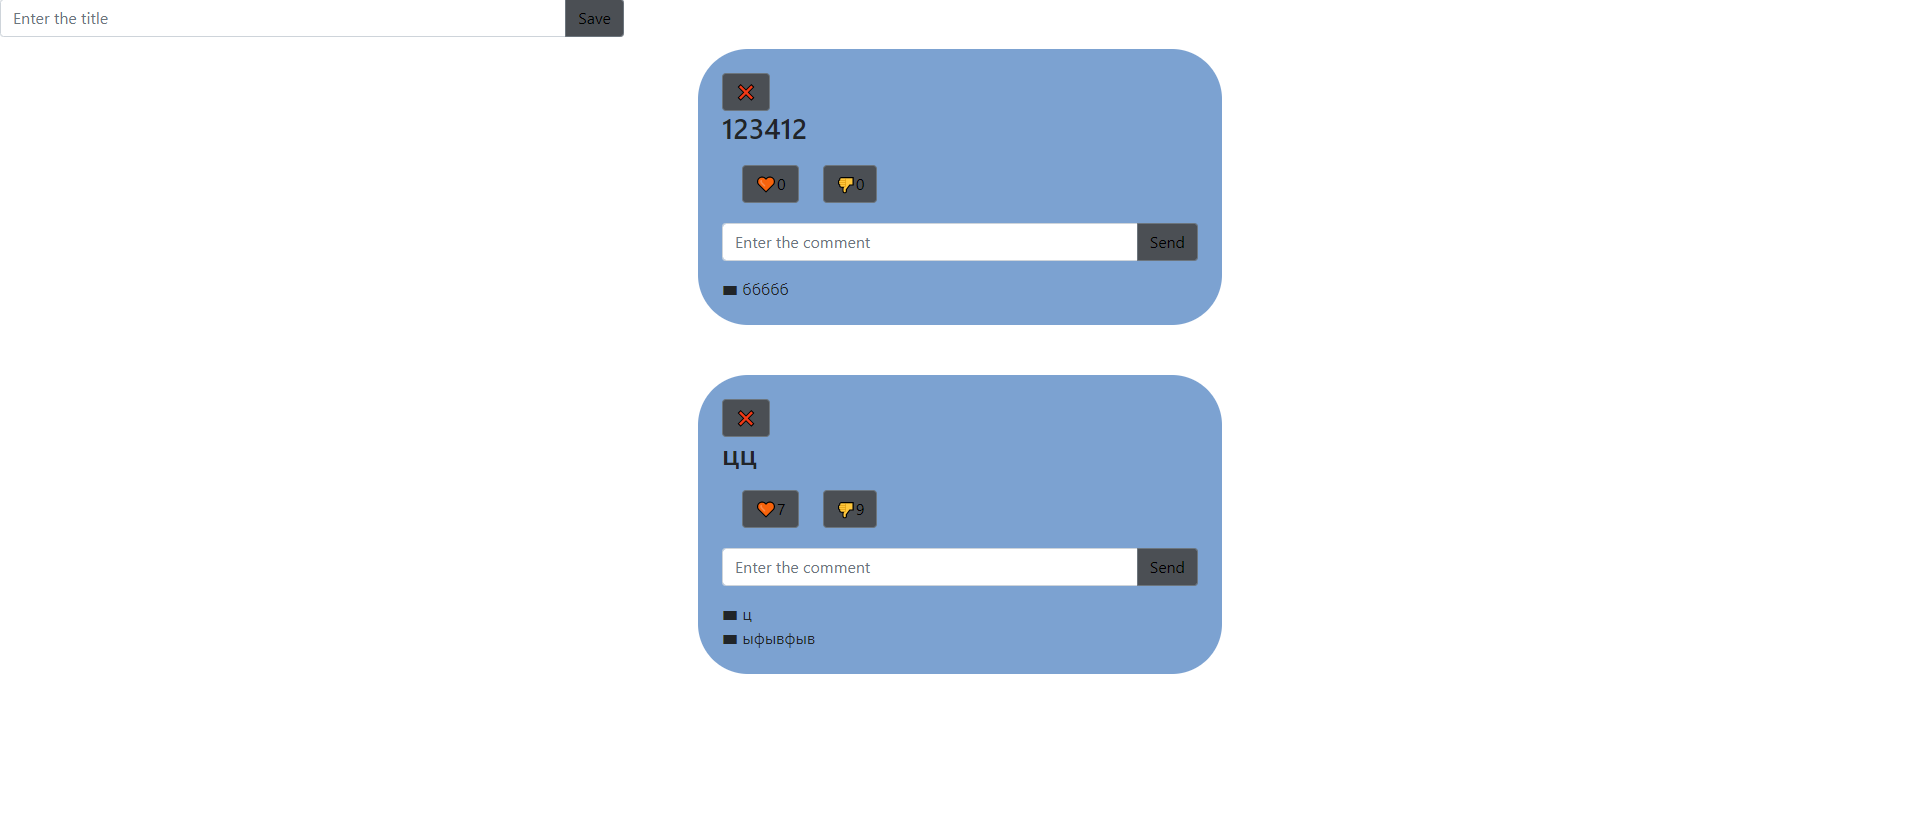 Enter the title
Save
123412
0
0
Enter the comment
Send
66666
цц
7
9
Enter the comment
Send
ц
ыфывфыв